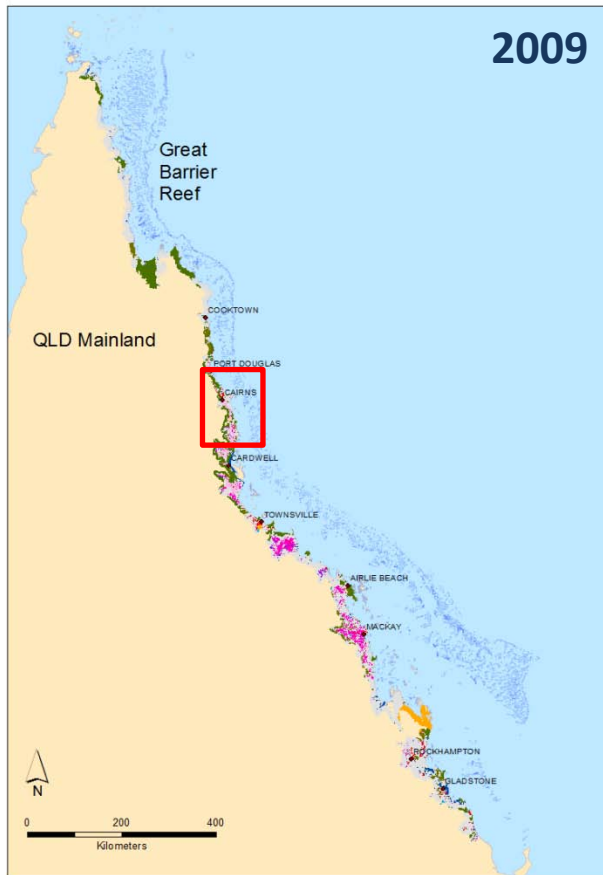 2009
Great
Barrier
Reef
COOKTOWN
QLD Mainland
PORT DOUGLAS
CAIRNS
CARDWELL
TOWNSVILLE
AIRLIE BEACH
MACKAY
ROCKHAMPTON
GLADSTONE
N
0 200 400
Kilometers